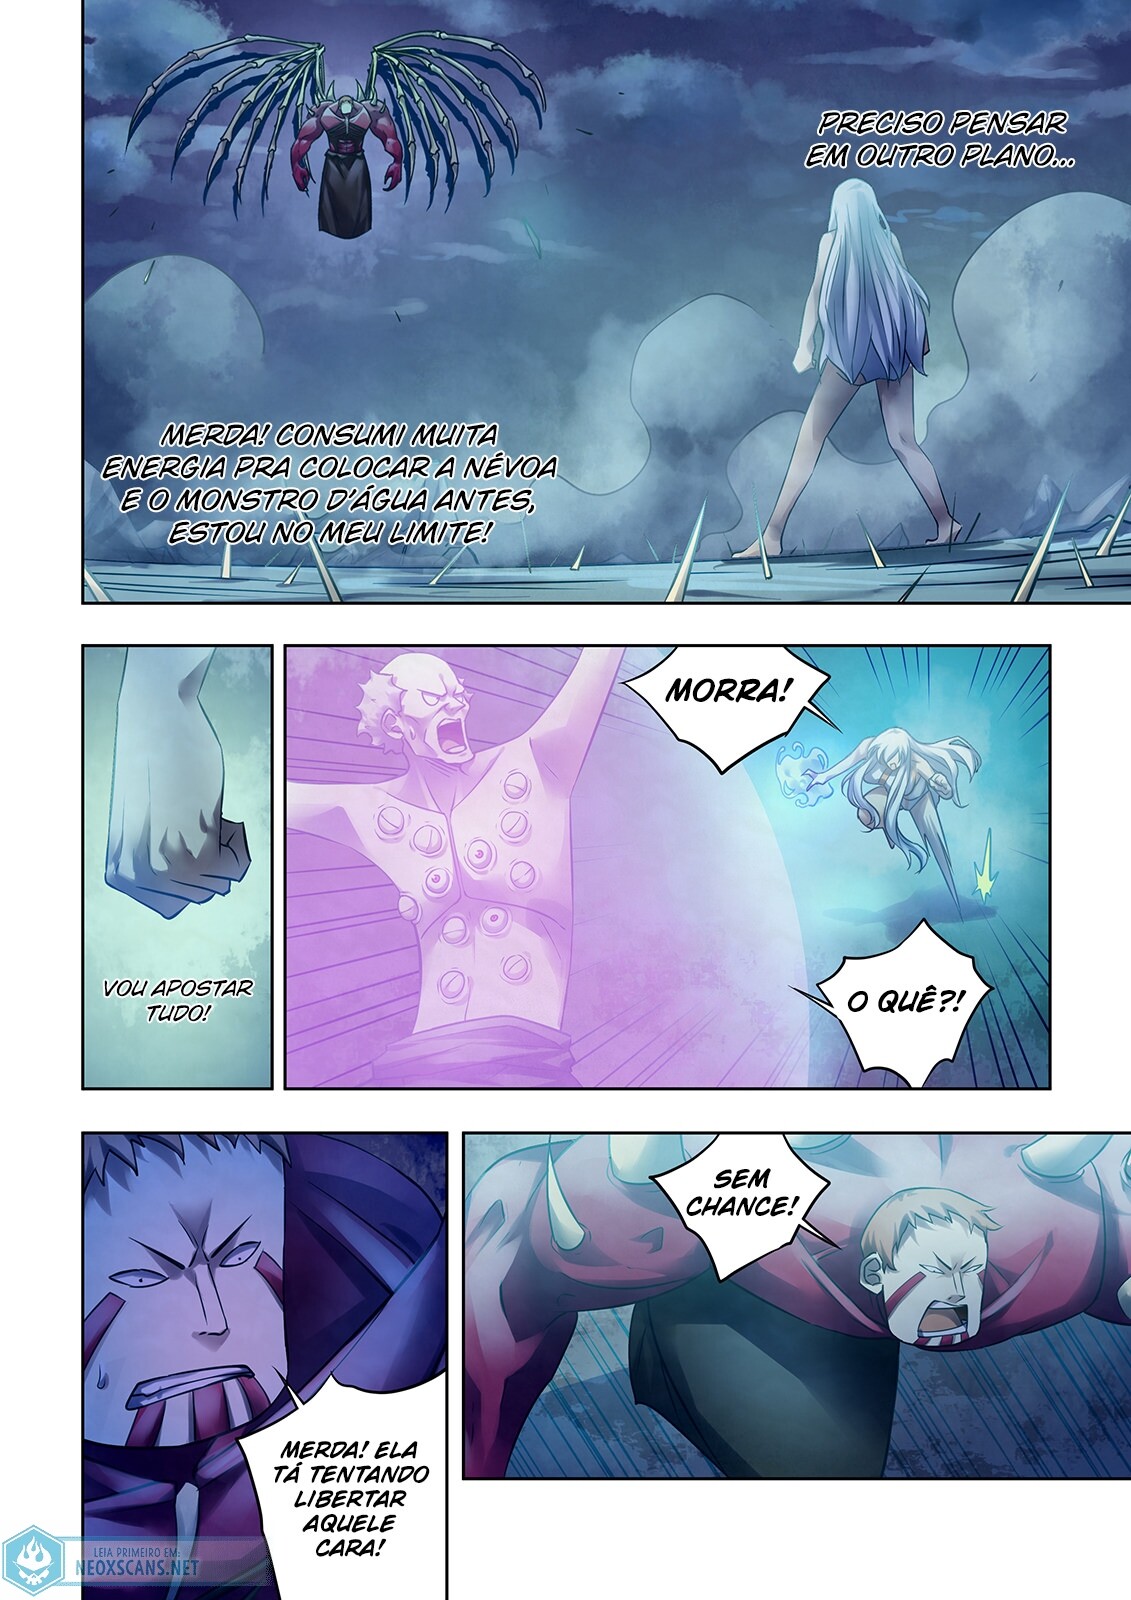 PRECISO PENSAR
EM OUTRO PLANO...
MERDA! CONSUMI MUITA
ENERGIA PRA COLOCAR A NÉVOA
E O MONSTRO D'ÁGUA ANTES,
ESTOU NO MEU LIMITE!
VOU APOSTAR
TUDO!
MORRA!
O QUÊ?!
MERDA! ELA
TÁ TENTANDO
LIBERTAR
AQUELE
CARA!
SEM
CHANCE!
LEIA PRIMEIRO EM:
NEOXSCANS.NET